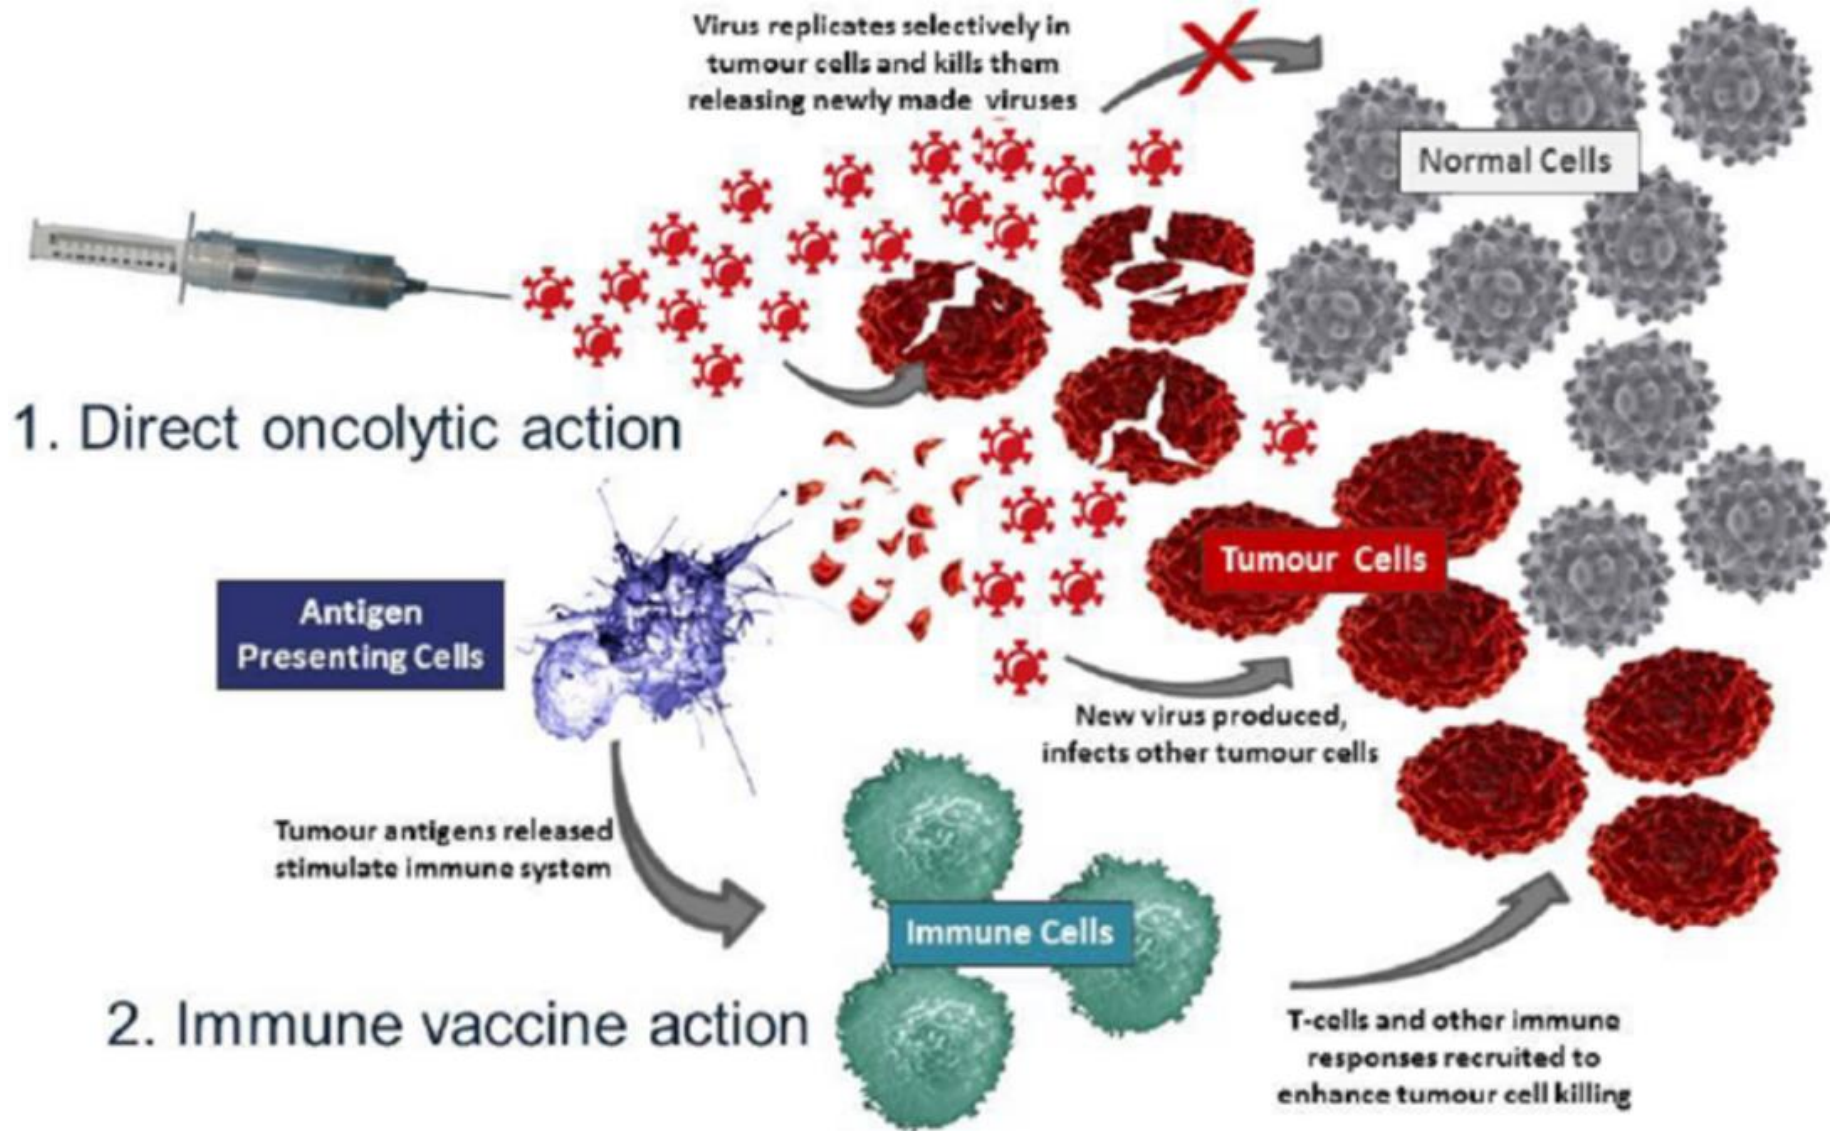 Virus replicates selectively in
tumour cells and kills them
releasing newly made viruses
Normal Cells
1. Direct oncolytic action
Tumour Cells
Antigen
Presenting Cells
New virus produced,
infects other tumour cells
Tumour antigens released
stimulate immune system
Immune Cells
2. Immune vaccine action
T-cells and other immune
responses recruited to
enhance tumour cell killing